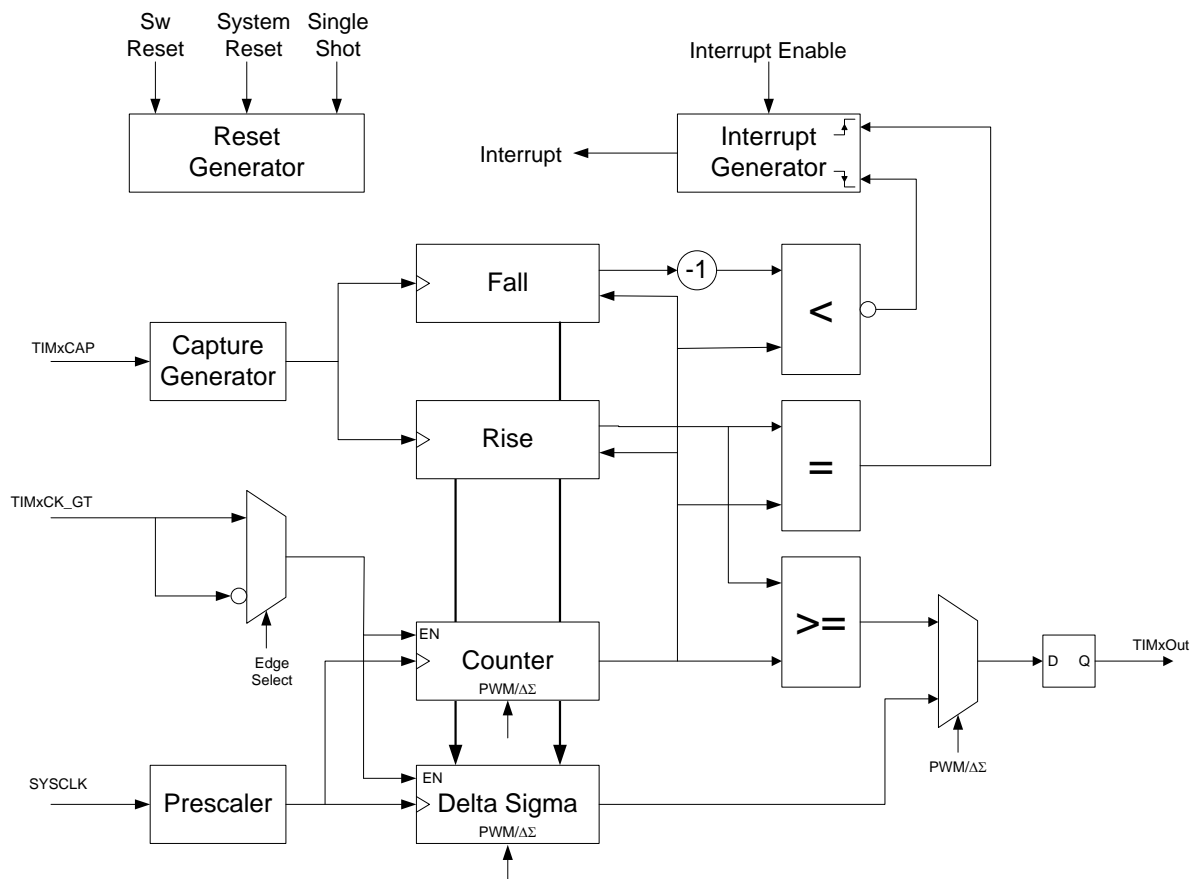 Sw
Reset
System
Reset
Single
Shot
Interrupt Enable
Reset
Generator
Interrupt
Interrupt
Generator
Fall
-1
<
TIMxCAP
Capture
Generator
Rise
=
TIMxCK_GT
>=
EN
Counter
PWM/ΔΣ
Edge
Select
D
Q
TIMxOut
PWM/ΔΣ
SYSCLK
Prescaler
EN
Delta Sigma
PWM/ΔΣ